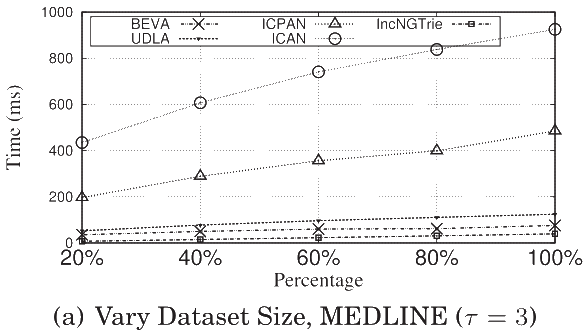 1000
BEVA ICPAN IncNGTrie
UDLA ICAN
800
600
400
200
0
Time (ms)
20% 40% 60% 80% 100%
Percentage
(a) Vary Dataset Size, MEDLINE (τ = 3)